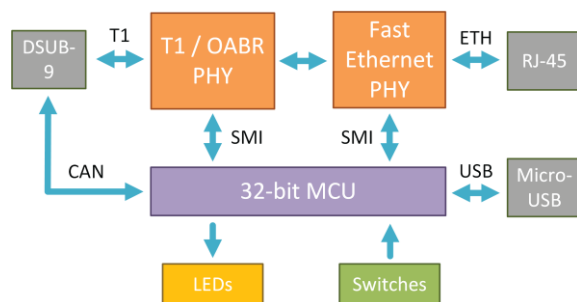 DSUB-
9
T1
T1 / OABR
PHY
Fast
Ethernet
PHY
ETH
RJ-45
SMI
SMI
CAN
32-bit MCU
USB
Micro-
USB
LEDs
Switches